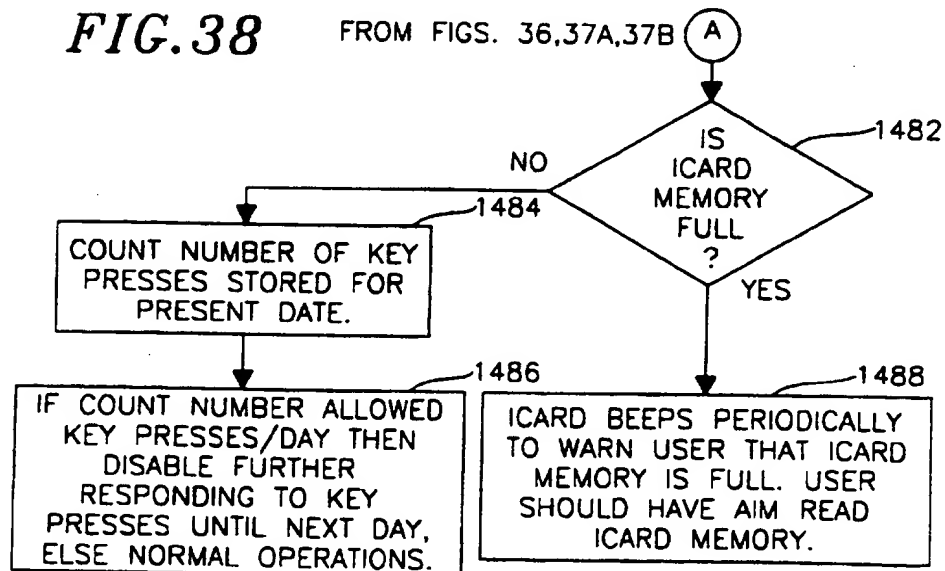 FIG.38
FROM FIGS. 36,37A,37B
A
1482
IS
ICARD
MEMORY
FULL
?
NO
YES
1484
COUNT NUMBER OF KEY
PRESSES STORED FOR
PRESENT DATE.
1486
IF COUNT NUMBER ALLOWED
KEY PRESSES/DAY THEN
DISABLE FURTHER
RESPONDING TO KEY
PRESSES UNTIL NEXT DAY,
ELSE NORMAL OPERATIONS.
1488
ICARD BEEPS PERIODICALLY
TO WARN USER THAT ICARD
MEMORY IS FULL. USER
SHOULD HAVE AIM READ
ICARD MEMORY.